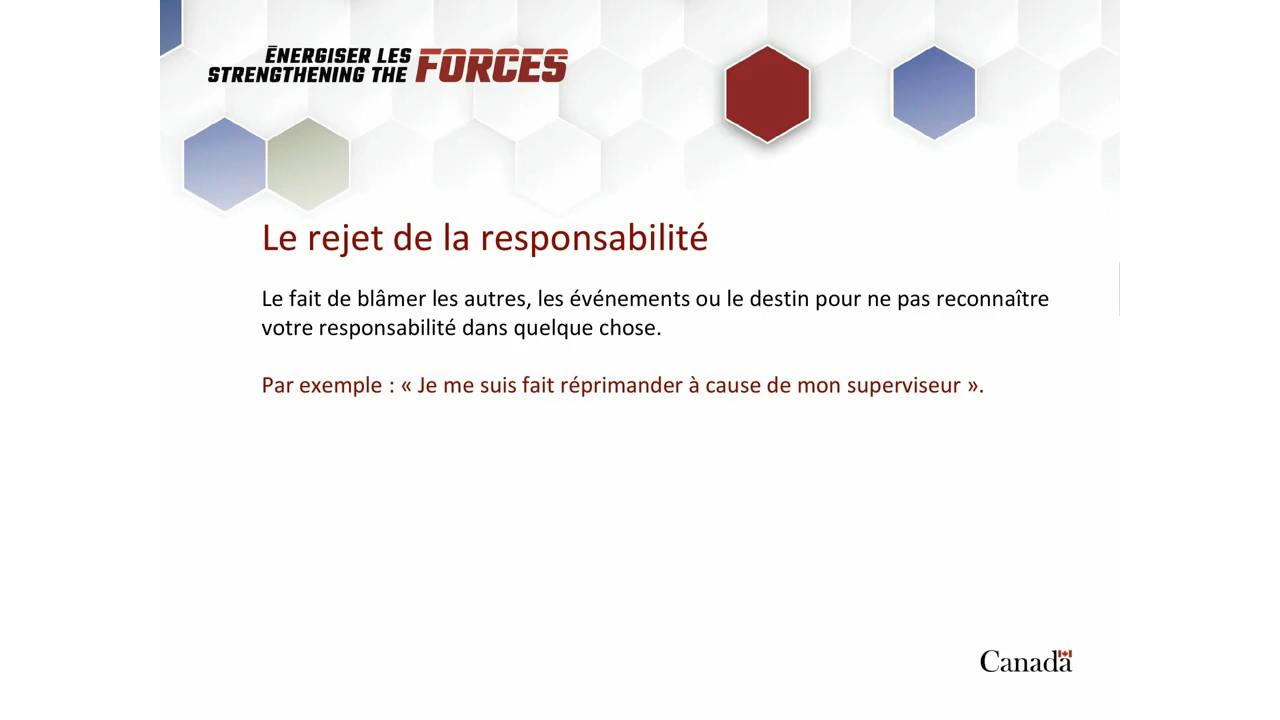 ÉNERGISER LES
STRENGTHENING THE FORCES
Le rejet de la responsabilité
Le fait de blâmer les autres, les événements ou le destin pour ne pas reconnaître
votre responsabilité dans quelque chose.
Par exemple : « Je me suis fait réprimander à cause de mon superviseur ».
Canada